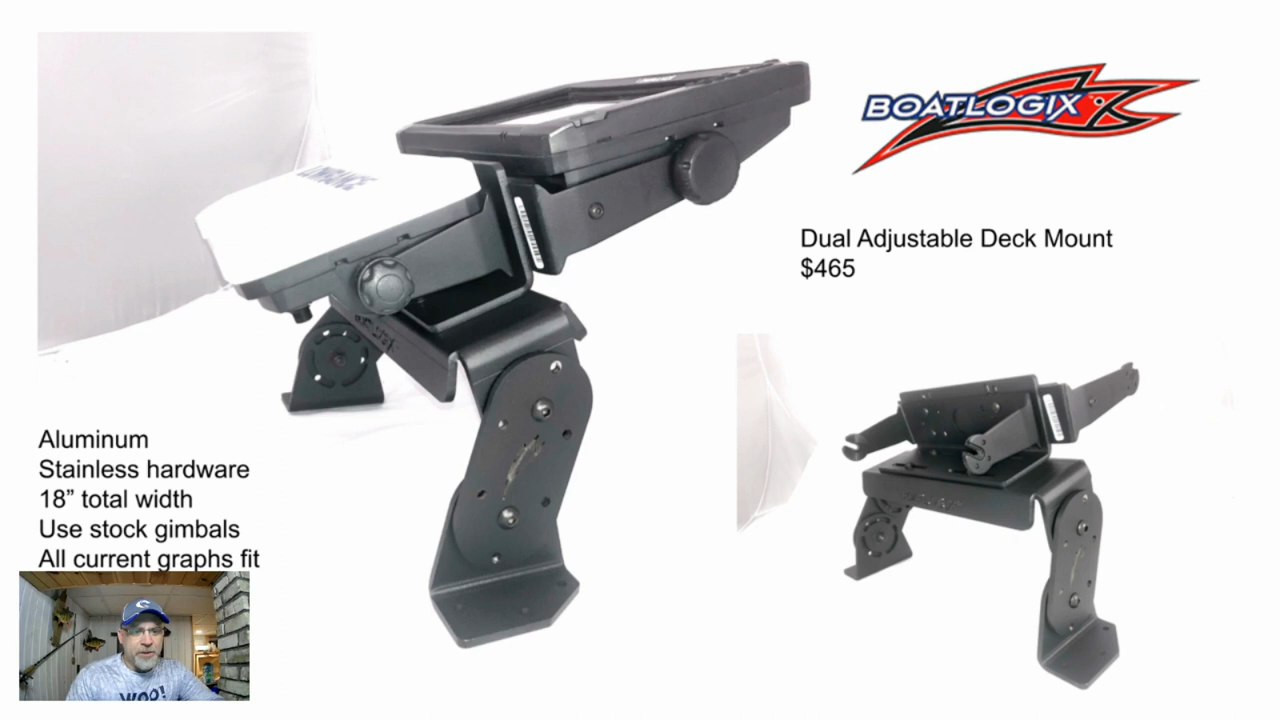 BOATLOGIX
LOWRANCE
Dual Adjustable Deck Mount
$465
Aluminum
Stainless hardware
18” total width
Use stock gimbals
All current graphs fit
WOO!